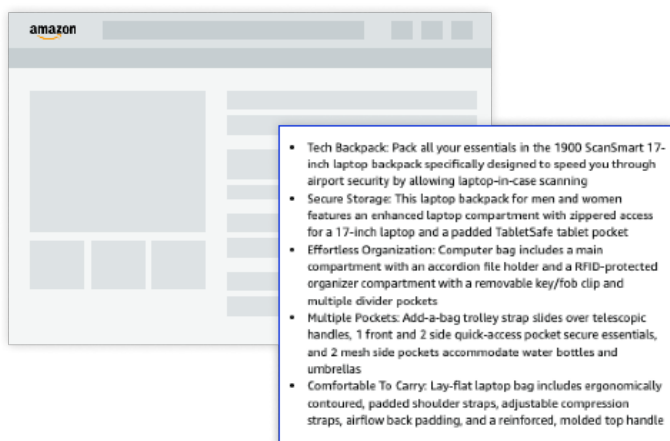 amazon
• Tech Backpack: Pack all your essentials in the 1900 ScanSmart 17-
inch laptop backpack specifically designed to speed you through
airport security by allowing laptop-in-case scanning
• Secure Storage: This laptop backpack for men and women
features an enhanced laptop compartment with zippered access
for a 17-inch laptop and a padded TabletSafe tablet pocket
• Effortless Organization: Computer bag includes a main
compartment with an accordion file holder and a RFID-protected
organizer compartment with a removable key/fob clip and
multiple divider pockets
• Multiple Pockets: Add-a-bag trolley strap slides over telescopic
handles, 1 front and 2 side quick-access pocket secure essentials,
and 2 mesh side pockets accommodate water bottles and
umbrellas
• Comfortable To Carry: Lay-flat laptop bag includes ergonomically
contoured, padded shoulder straps, adjustable compression
straps, airflow back padding, and a reinforced, molded top handle